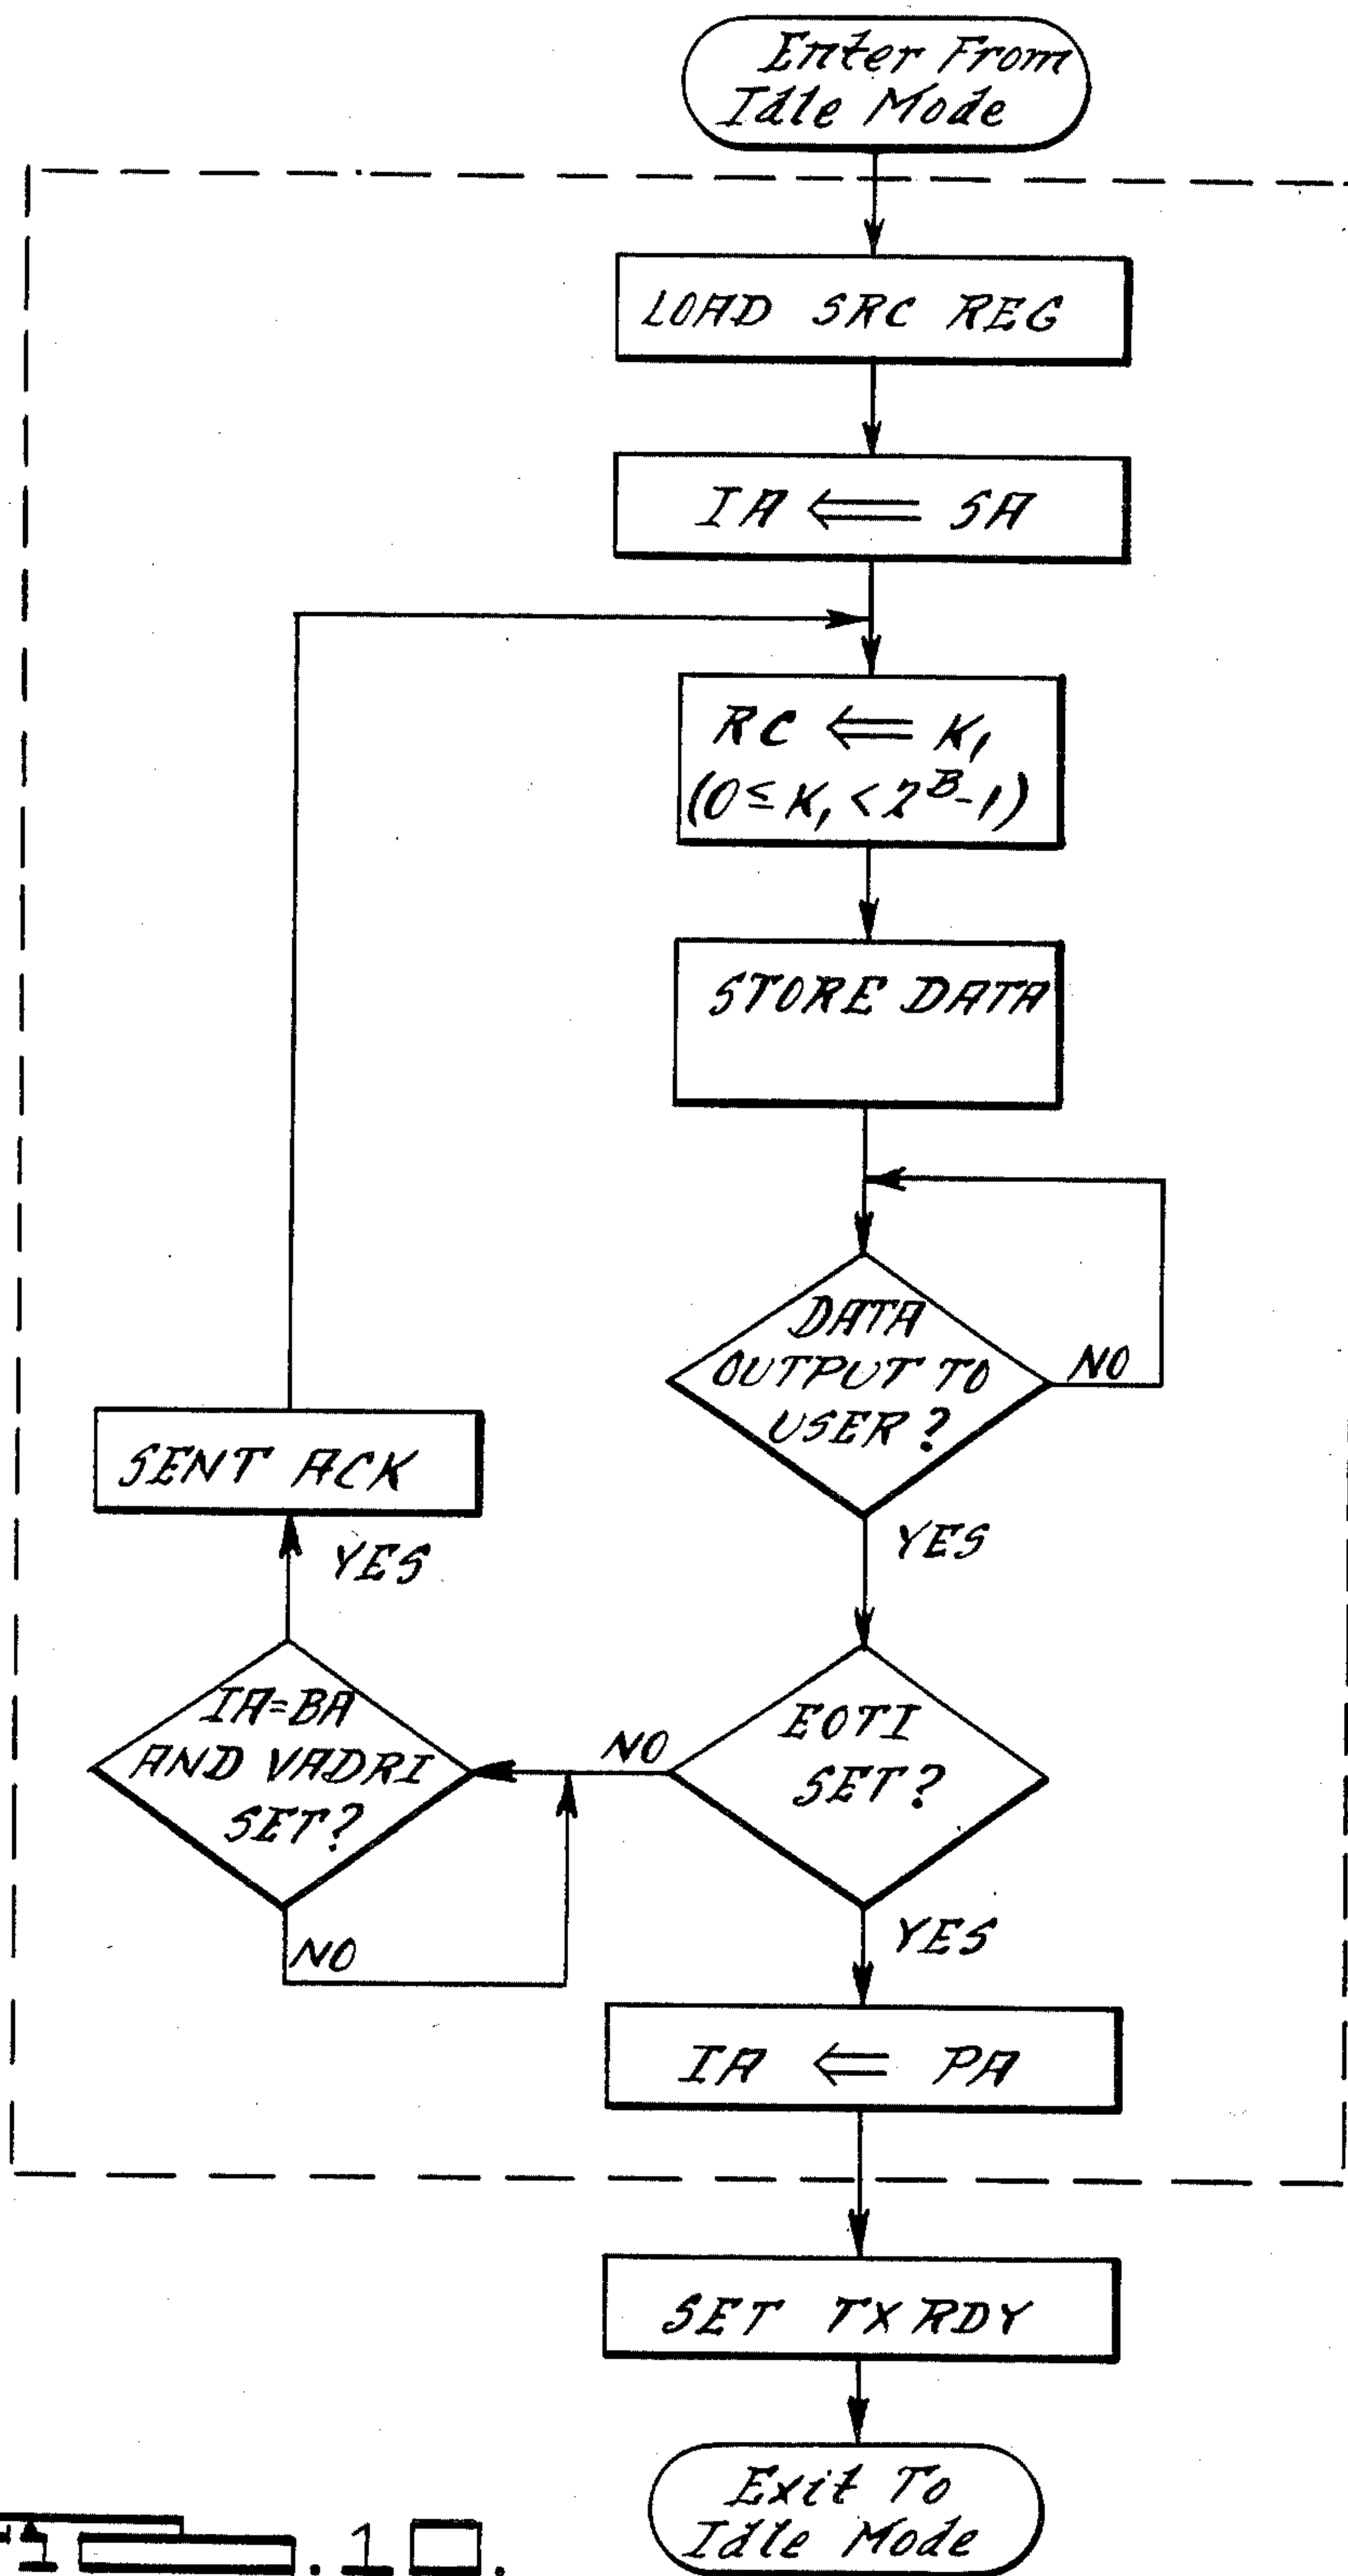 Enter From
Idle Mode
LOAD SRC REG
IA ⟸ SA
RC ⟸ K₁
(0 ≤ K₁ < 2ᴮ-1)
STORE DATA
DATA
OUTPUT TO
USER?
NO
YES
SENT ACK
YES
IA=BA
AND VADRI
SET?
NO
NO
EOTI
SET?
YES
IA ⟸ PA
SET TXRDY
Exit To
Idle Mode